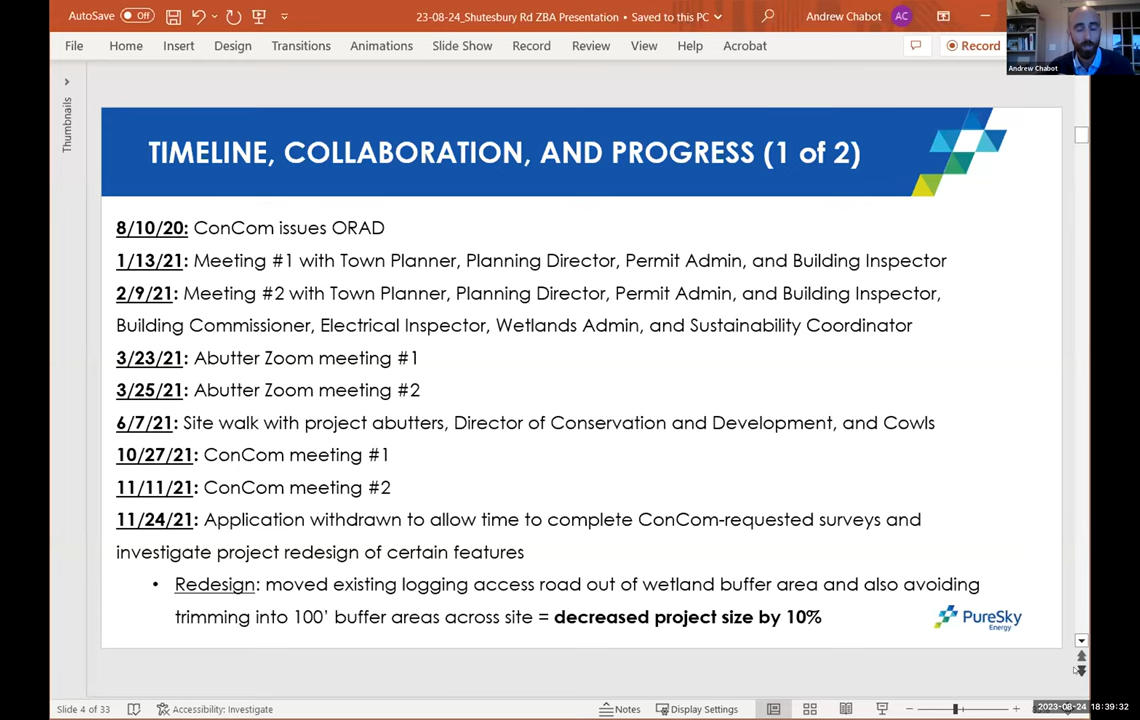 AutoSave Off 23-08-24_Shutesbury Rd ZBA Presentation • Saved to this PC Andrew Chabot AC
File Home Insert Design Transitions Animations Slide Show Record Review View Help Acrobat Record
Andrew Chabot
Thumbnails
TIMELINE, COLLABORATION, AND PROGRESS (1 of 2)
8/10/20: ConCom issues ORAD
1/13/21: Meeting #1 with Town Planner, Planning Director, Permit Admin, and Building Inspector
2/9/21: Meeting #2 with Town Planner, Planning Director, Permit Admin, and Building Inspector,
Building Commissioner, Electrical Inspector, Wetlands Admin, and Sustainability Coordinator
3/23/21: Abutter Zoom meeting #1
3/25/21: Abutter Zoom meeting #2
6/7/21: Site walk with project abutters, Director of Conservation and Development, and Cowls
10/27/21: ConCom meeting #1
11/11/21: ConCom meeting #2
11/24/21: Application withdrawn to allow time to complete ConCom-requested surveys and
investigate project redesign of certain features
• Redesign: moved existing logging access road out of wetland buffer area and also avoiding
trimming into 100' buffer areas across site = decreased project size by 10%
PureSky
Energy
Slide 4 of 33 Accessibility: Investigate Notes Display Settings 2023-08-24 18:39:32